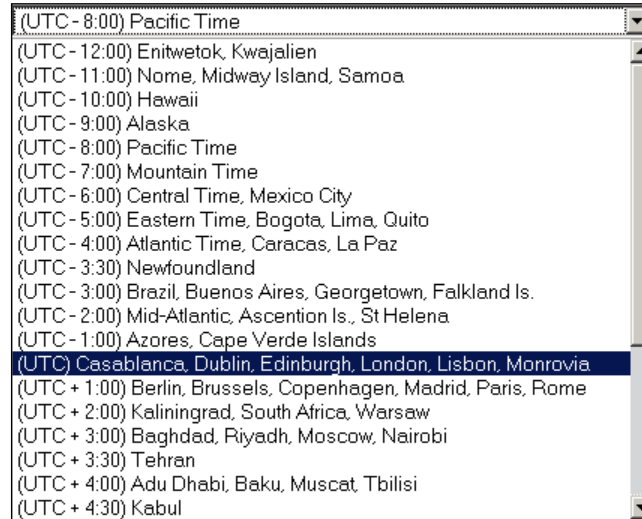 (UTC - 8:00) Pacific Time
(UTC - 12:00) Enitwetok, Kwajalien
(UTC - 11:00) Nome, Midway Island, Samoa
(UTC - 10:00) Hawaii
(UTC - 9:00) Alaska
(UTC - 8:00) Pacific Time
(UTC - 7:00) Mountain Time
(UTC - 6:00) Central Time, Mexico City
(UTC - 5:00) Eastern Time, Bogota, Lima, Quito
(UTC - 4:00) Atlantic Time, Caracas, La Paz
(UTC - 3:30) Newfoundland
(UTC - 3:00) Brazil, Buenos Aires, Georgetown, Falkland Is.
(UTC - 2:00) Mid-Atlantic, Ascention Is., St Helena
(UTC - 1:00) Azores, Cape Verde Islands
(UTC) Casablanca, Dublin, Edinburgh, London, Lisbon, Monrovia
(UTC + 1:00) Berlin, Brussels, Copenhagen, Madrid, Paris, Rome
(UTC + 2:00) Kaliningrad, South Africa, Warsaw
(UTC + 3:00) Baghdad, Riyadh, Moscow, Nairobi
(UTC + 3:30) Tehran
(UTC + 4:00) Adu Dhabi, Baku, Muscat, Tbilisi
(UTC + 4:30) Kabul